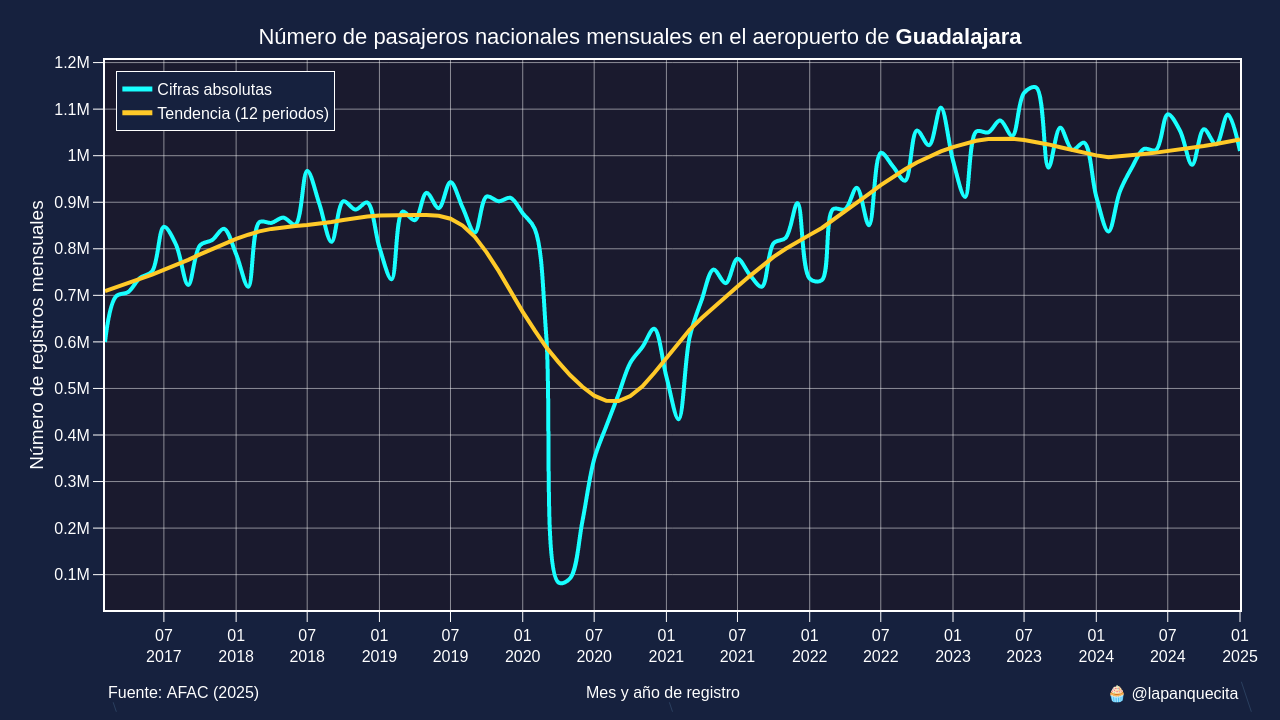 Número de pasajeros nacionales mensuales en el aeropuerto de Guadalajara
Cifras absolutas
Tendencia (12 periodos)
Número de registros mensuales
1.2M
1.1M
1M
0.9M
0.8M
0.7M
0.6M
0.5M
0.4M
0.3M
0.2M
0.1M
07 01 07 01 07 01 07 01 07 01 07 01 07 01 07 01
2017 2018 2018 2019 2019 2020 2020 2021 2021 2022 2022 2023 2023 2024 2024 2025
Fuente: AFAC (2025) Mes y año de registro 🧁 @lapanquecita